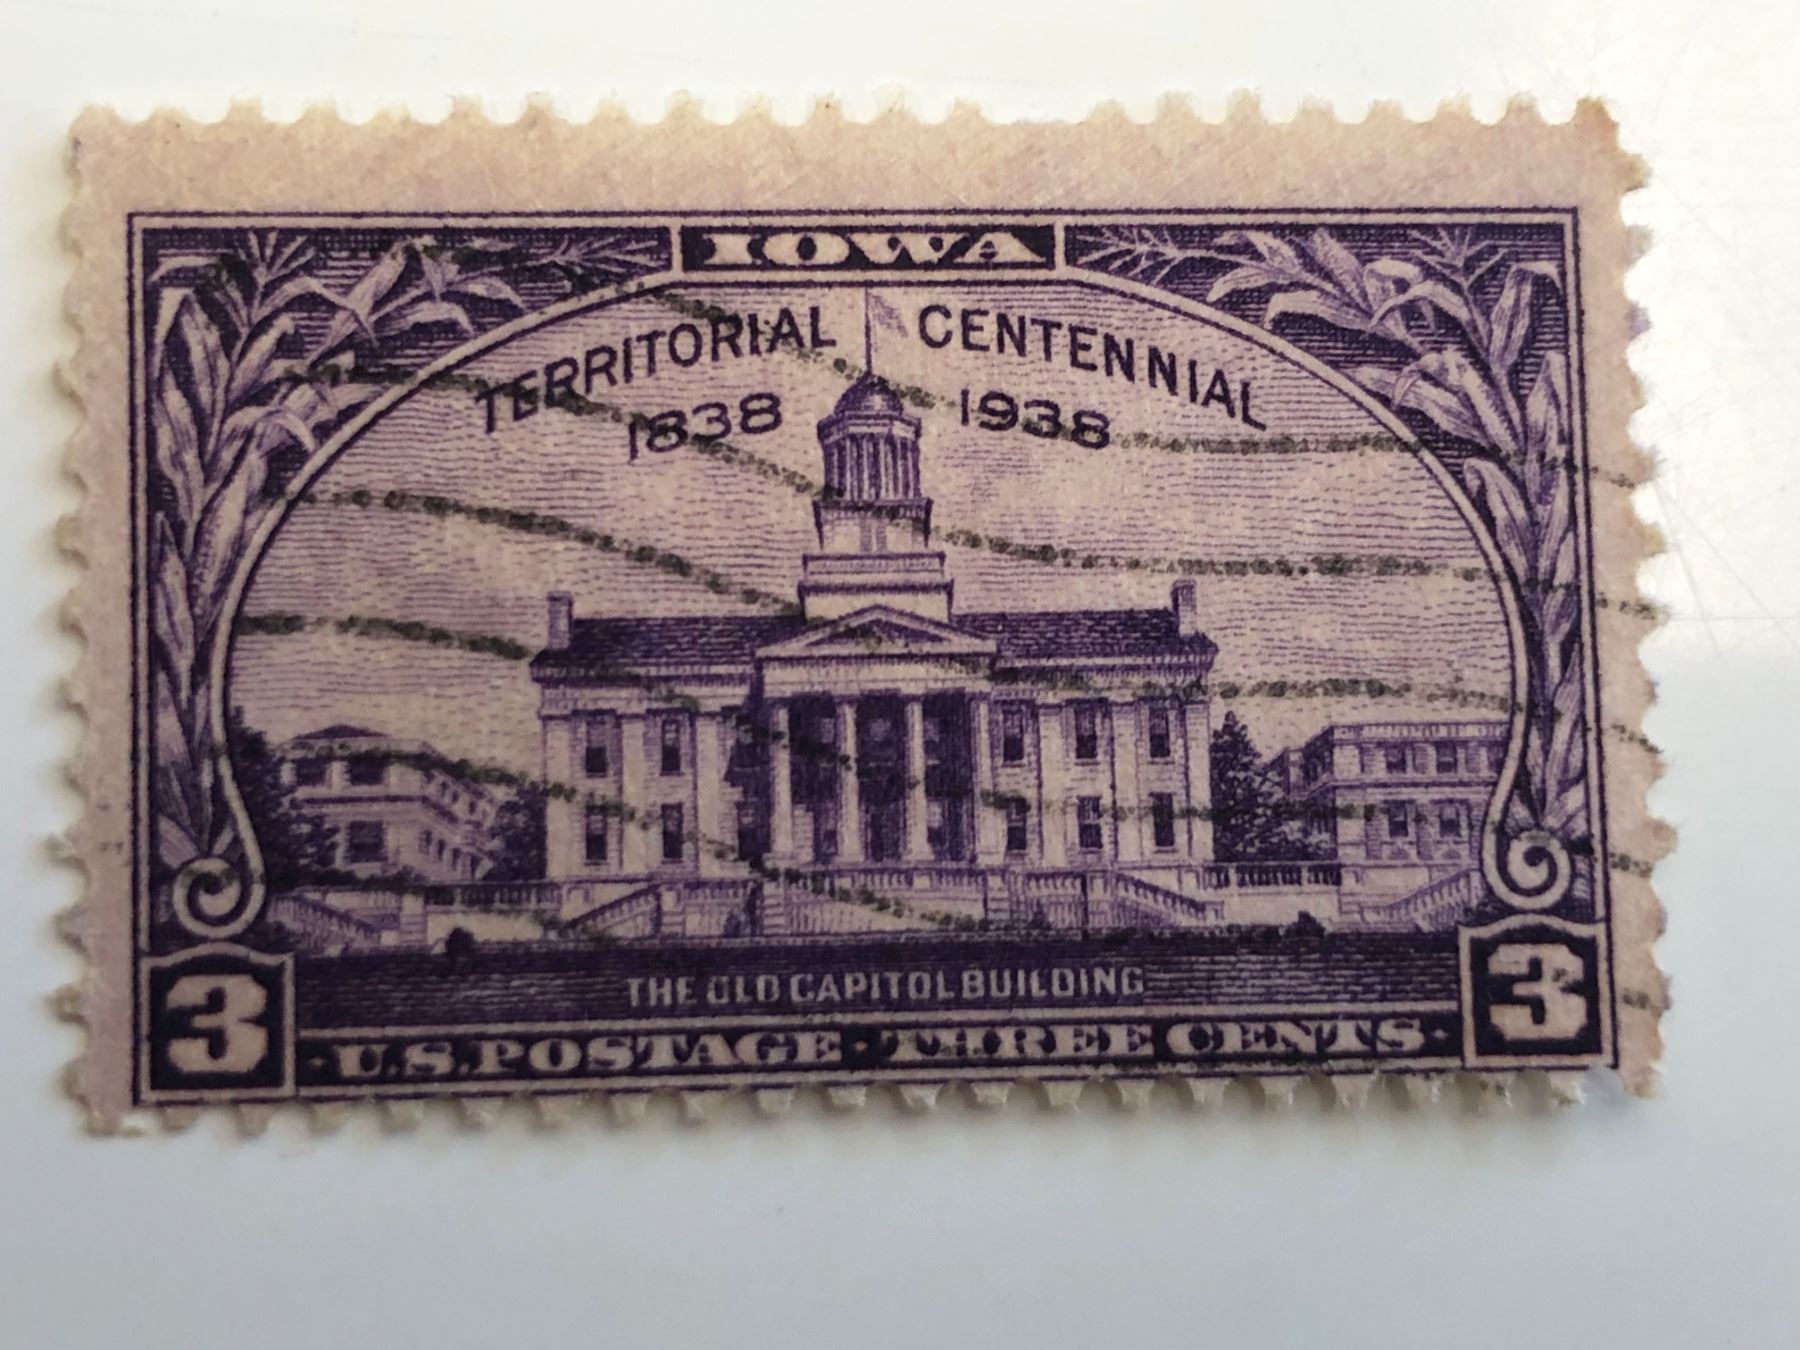 IOWA
TERRITORIAL CENTENNIAL
1838 1938
THE OLD CAPITOL BUILDING
3 3
·U.S. POSTAGE · THREE CENTS·